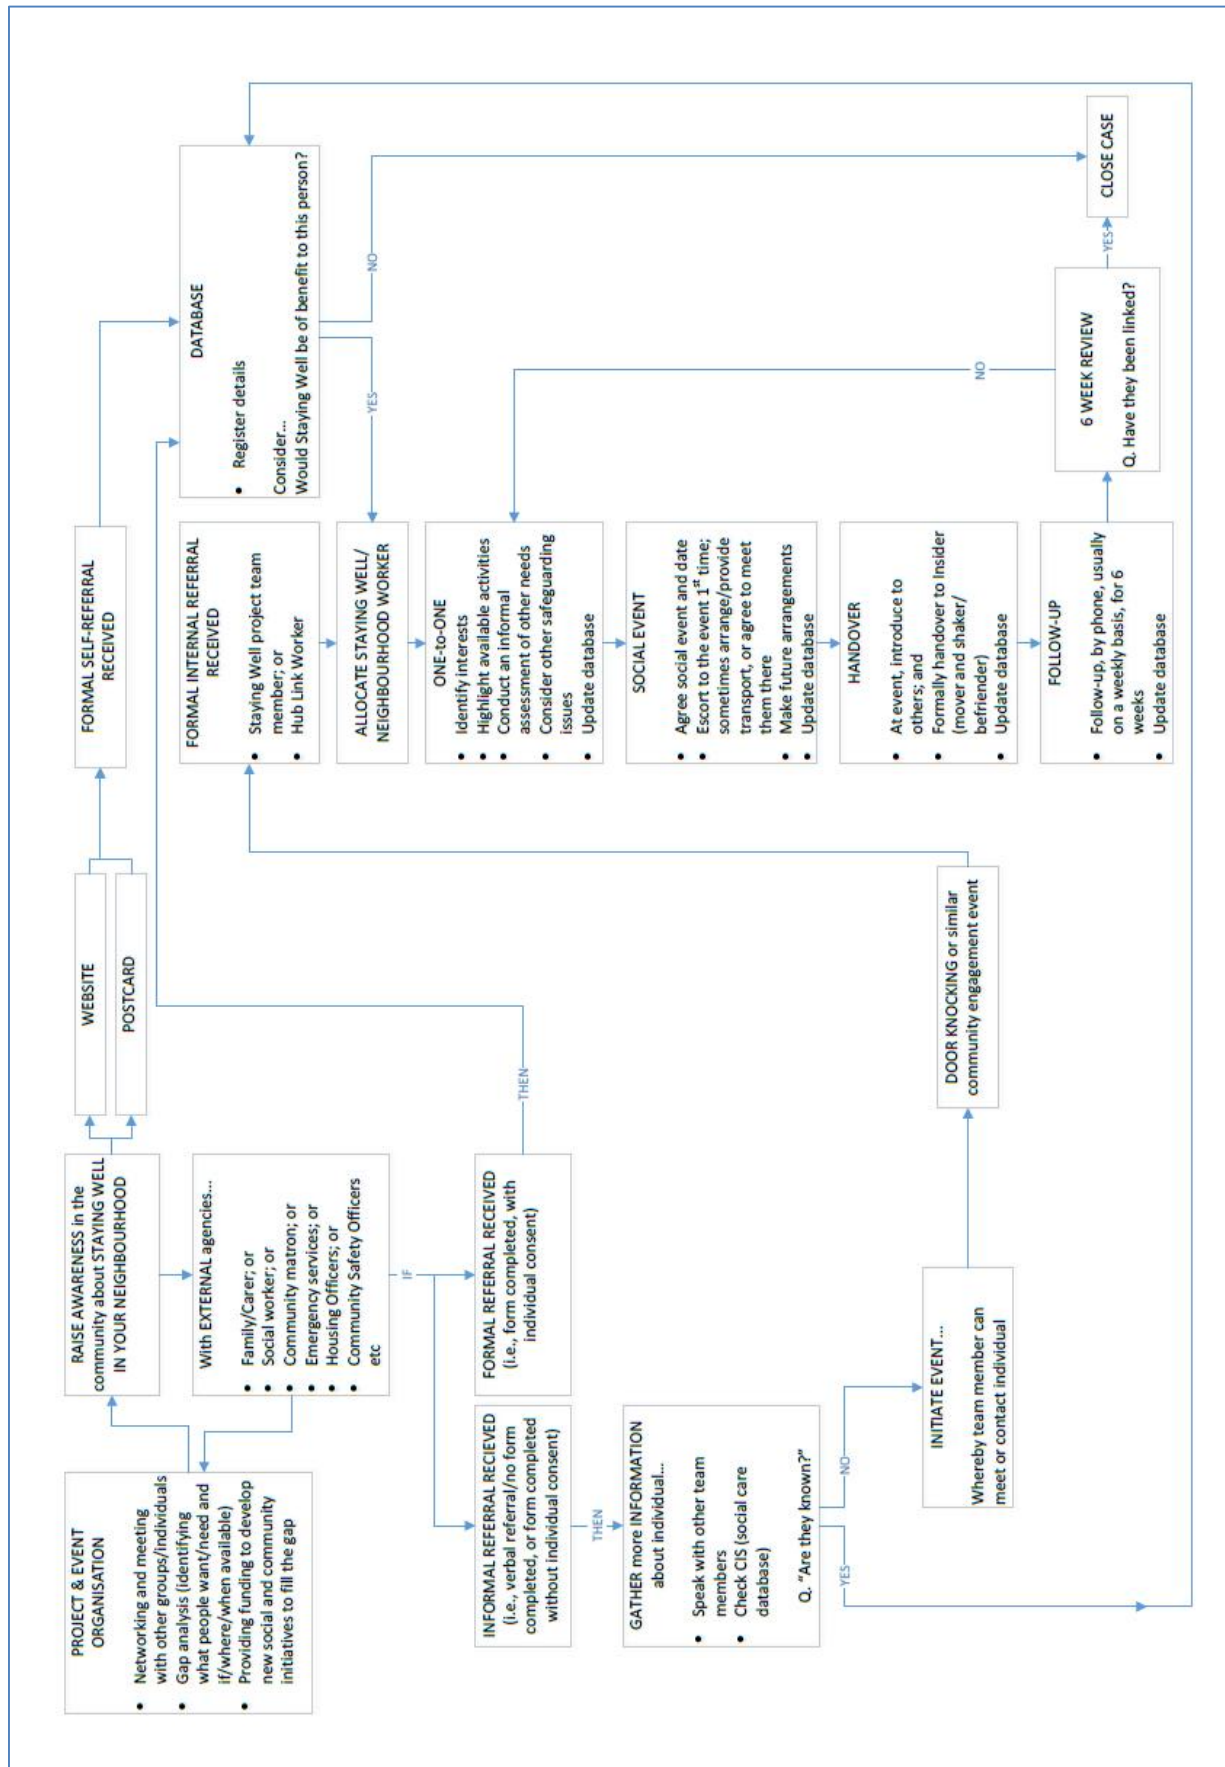 PROJECT & EVENT
ORGANISATION
• Networking and meeting
with other groups/individuals
• Gap analysis (identifying
what people want/need and
if/where/when available)
• Providing funding to develop
new social and community
initiatives to fill the gap
RAISE AWARENESS in the
community about STAYING WELL
IN YOUR NEIGHBOURHOOD
WEBSITE
POSTCARD
FORMAL SELF-REFERRAL
RECEIVED
With EXTERNAL agencies...
• Family/Carer; or
• Social worker; or
• Community matron; or
• Emergency services; or
• Housing Officers; or
• Community Safety Officers
etc
IF
INFORMAL REFERRAL RECIEVED
(i.e., verbal referral/no form
completed, or form completed
without individual consent)
FORMAL REFERRAL RECEIVED
(i.e., form completed, with
individual consent)
THEN
THEN
GATHER more INFORMATION
about individual...
• Speak with other team
members
• Check CIS (social care
database)
Q. "Are they known?"
YES
NO
INITIATE EVENT...
Whereby team member can
meet or contact individual
DOOR KNOCKING or similar
community engagement event
FORMAL INTERNAL REFERRAL
RECEIVED
• Staying Well project team
member; or
• Hub Link Worker
DATABASE
• Register details
Consider...
Would Staying Well be of benefit to this person?
YES
NO
ALLOCATE STAYING WELL/
NEIGHBOURHOOD WORKER
ONE-to-ONE
• Identify interests
• Highlight available activities
• Conduct an informal
assessment of other needs
• Consider other safeguarding
issues
• Update database
SOCIAL EVENT
• Agree social event and date
• Escort to the event 1st time;
sometimes arrange/provide
transport, or agree to meet
them there
• Make future arrangements
• Update database
HANDOVER
• At event, introduce to
others; and
• Formally handover to Insider
(mover and shaker/
befriender)
• Update database
FOLLOW-UP
• Follow-up, by phone, usually
on a weekly basis, for 6
weeks
• Update database
6 WEEK REVIEW
Q. Have they been linked?
NO
YES
CLOSE CASE